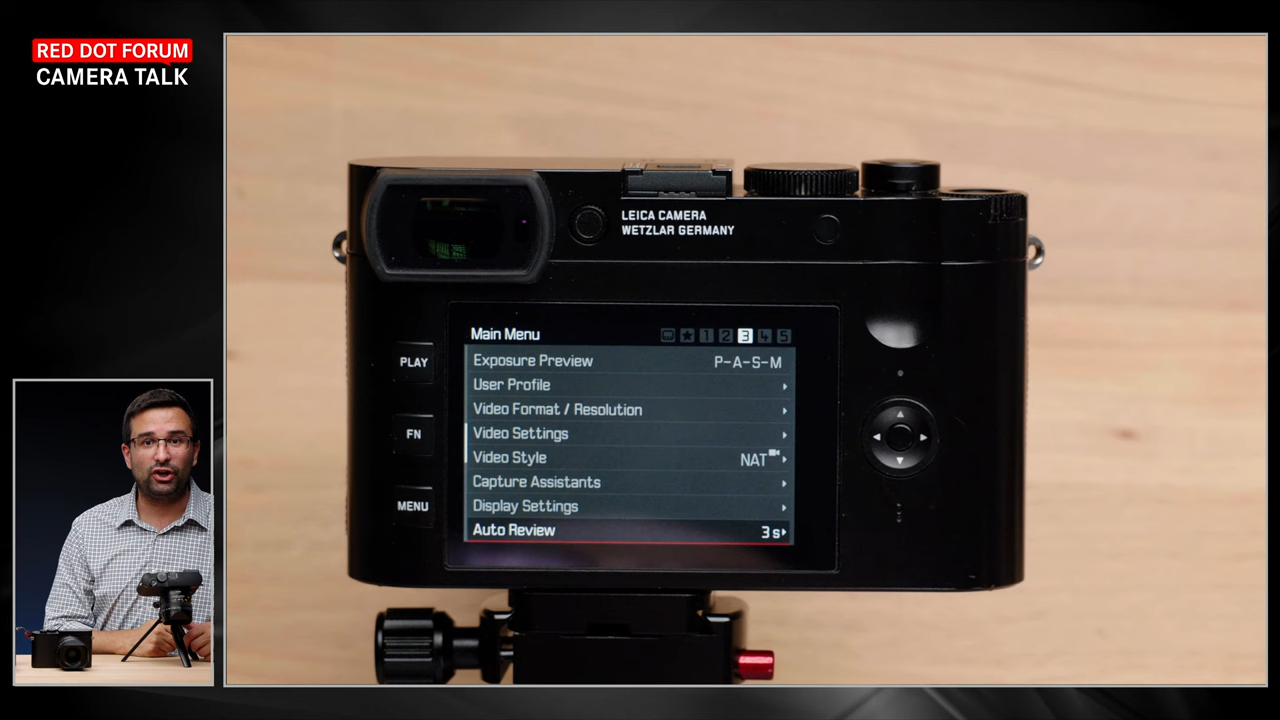 RED DOT FORUM
CAMERA TALK
LEICA CAMERA
WETZLAR GERMANY
PLAY
FN
MENU
Main Menu
1 2 3 4 5
Exposure Preview P-A-S-M
User Profile
Video Format / Resolution
Video Settings
Video Style NAT
Capture Assistants
Display Settings
Auto Review 3 s